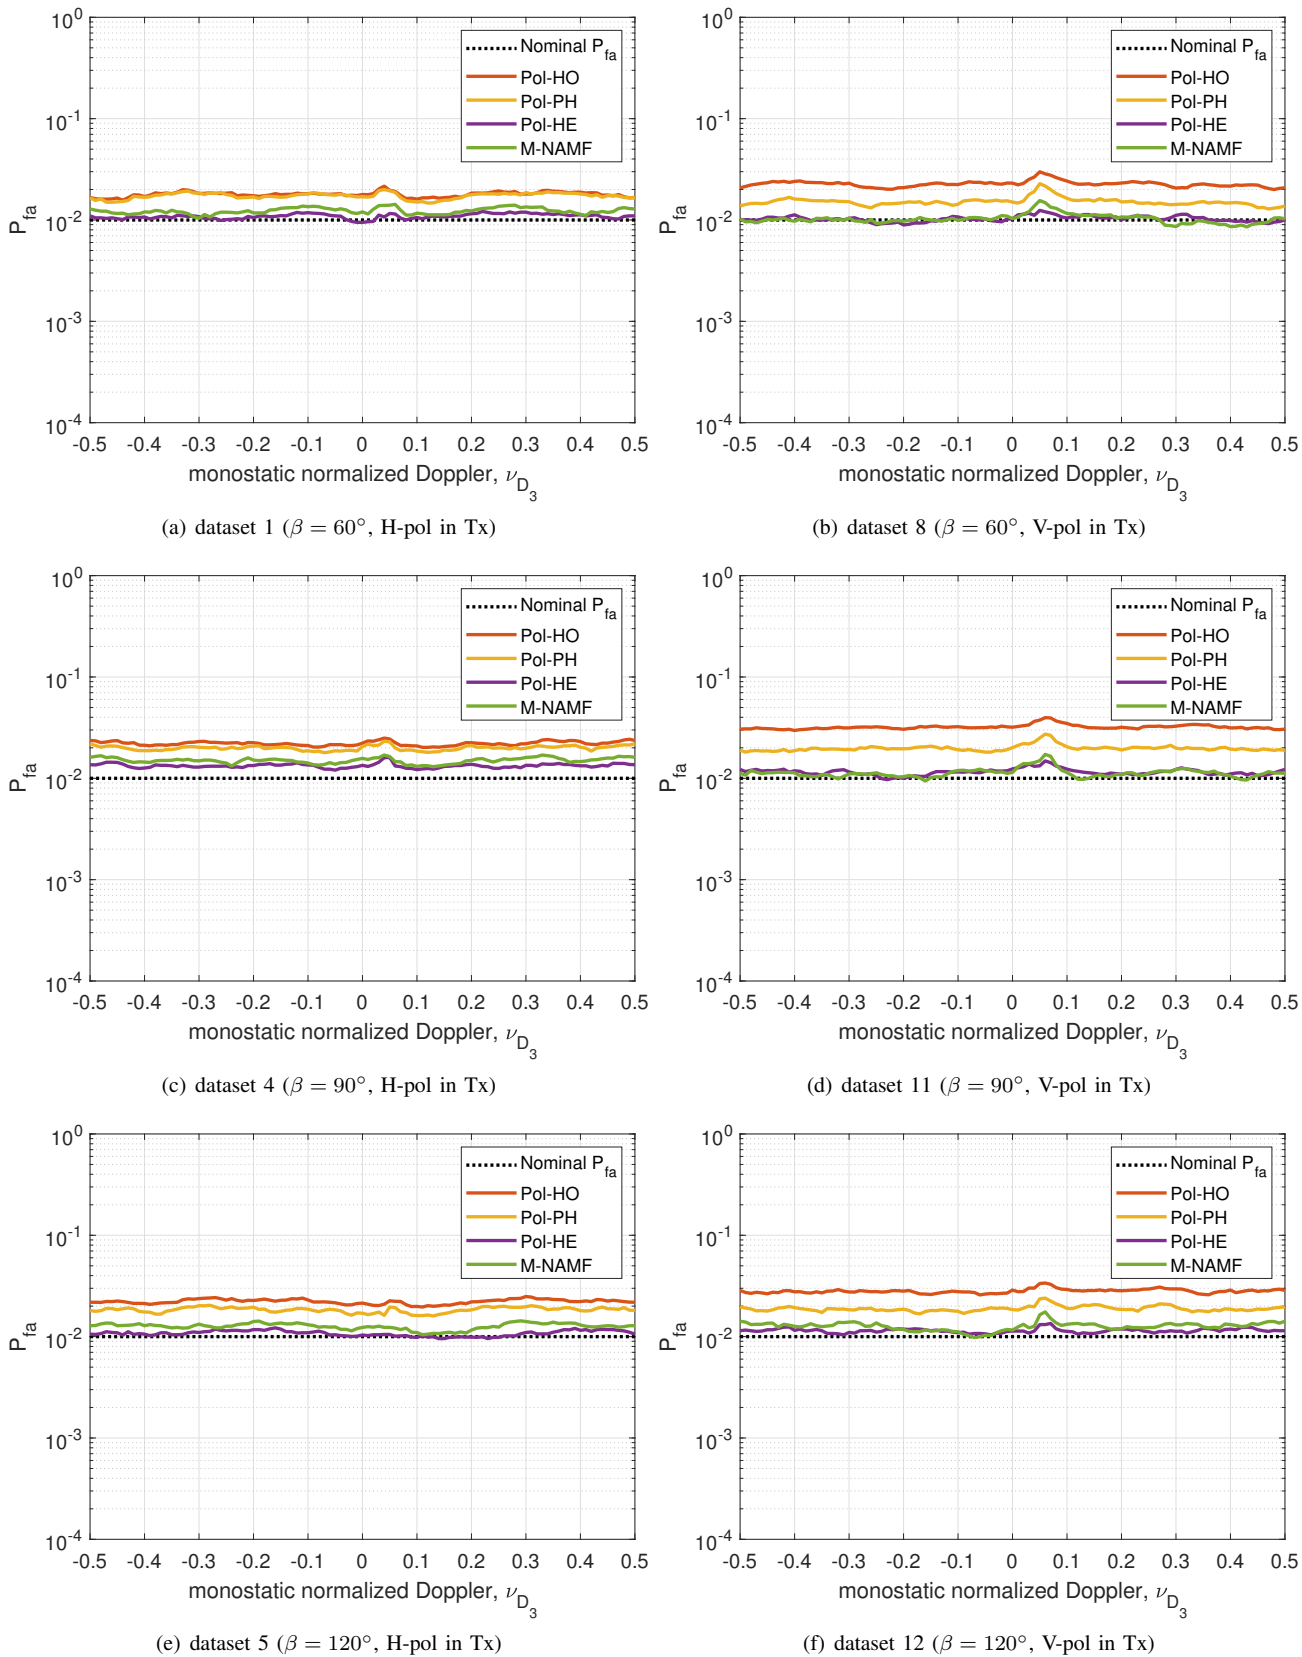 10^0
10^-1
10^-2
10^-3
10^-4
P_fa
Nominal P_fa
Pol-HO
Pol-PH
Pol-HE
M-NAMF
-0.5 -0.4 -0.3 -0.2 -0.1 0 0.1 0.2 0.3 0.4 0.5
monostatic normalized Doppler, ν_D_3
(a) dataset 1 (β = 60°, H-pol in Tx)
10^0
10^-1
10^-2
10^-3
10^-4
P_fa
Nominal P_fa
Pol-HO
Pol-PH
Pol-HE
M-NAMF
-0.5 -0.4 -0.3 -0.2 -0.1 0 0.1 0.2 0.3 0.4 0.5
monostatic normalized Doppler, ν_D_3
(b) dataset 8 (β = 60°, V-pol in Tx)
10^0
10^-1
10^-2
10^-3
10^-4
P_fa
Nominal P_fa
Pol-HO
Pol-PH
Pol-HE
M-NAMF
-0.5 -0.4 -0.3 -0.2 -0.1 0 0.1 0.2 0.3 0.4 0.5
monostatic normalized Doppler, ν_D_3
(c) dataset 4 (β = 90°, H-pol in Tx)
10^0
10^-1
10^-2
10^-3
10^-4
P_fa
Nominal P_fa
Pol-HO
Pol-PH
Pol-HE
M-NAMF
-0.5 -0.4 -0.3 -0.2 -0.1 0 0.1 0.2 0.3 0.4 0.5
monostatic normalized Doppler, ν_D_3
(d) dataset 11 (β = 90°, V-pol in Tx)
10^0
10^-1
10^-2
10^-3
10^-4
P_fa
Nominal P_fa
Pol-HO
Pol-PH
Pol-HE
M-NAMF
-0.5 -0.4 -0.3 -0.2 -0.1 0 0.1 0.2 0.3 0.4 0.5
monostatic normalized Doppler, ν_D_3
(e) dataset 5 (β = 120°, H-pol in Tx)
10^0
10^-1
10^-2
10^-3
10^-4
P_fa
Nominal P_fa
Pol-HO
Pol-PH
Pol-HE
M-NAMF
-0.5 -0.4 -0.3 -0.2 -0.1 0 0.1 0.2 0.3 0.4 0.5
monostatic normalized Doppler, ν_D_3
(f) dataset 12 (β = 120°, V-pol in Tx)